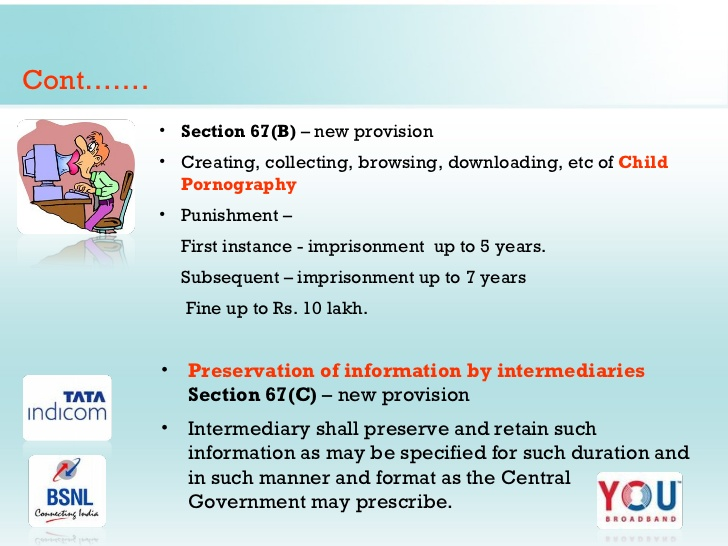 Cont.......
• Section 67(B) – new provision
• Creating, collecting, browsing, downloading, etc of Child
Pornography
• Punishment –
First instance - imprisonment up to 5 years.
Subsequent – imprisonment up to 7 years
Fine up to Rs. 10 lakh.
• Preservation of information by intermediaries
Section 67(C) – new provision
• Intermediary shall preserve and retain such
information as may be specified for such duration and
in such manner and format as the Central
Government may prescribe.
TATA
indicom
BSNL
Connecting India
YOU
BROADBAND